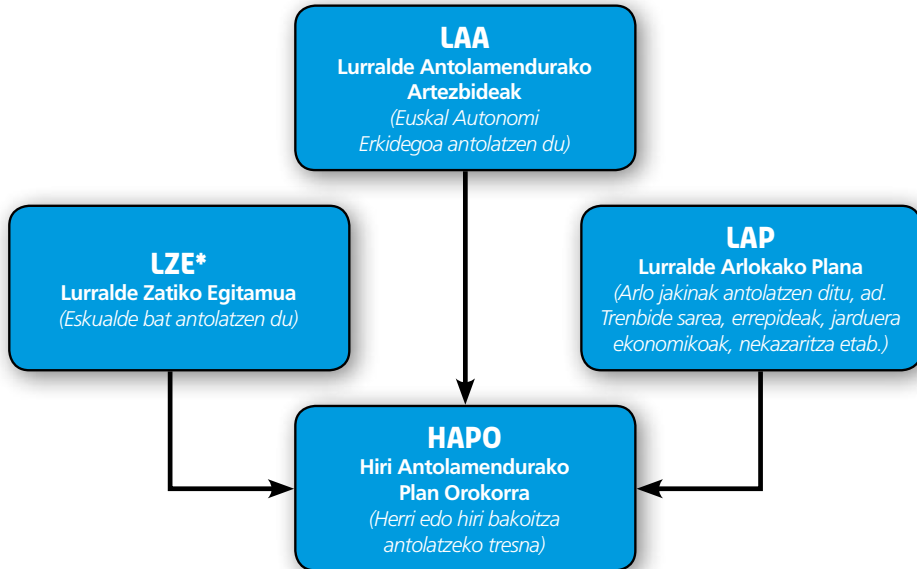 LAA
Lurralde Antolamendurako
Artezbideak
(Euskal Autonomi
Erkidegoa antolatzen du)
LZE*
Lurralde Zatiko Egitamua
(Eskualde bat antolatzen du)
LAP
Lurralde Arlokako Plana
(Arlo jakinak antolatzen ditu, ad.
Trenbide sarea, errepideak, jarduera
ekonomikoak, nekazaritza etab.)
HAPO
Hiri Antolamendurako
Plan Orokorra
(Herri edo hiri bakoitza
antolatzeko tresna)